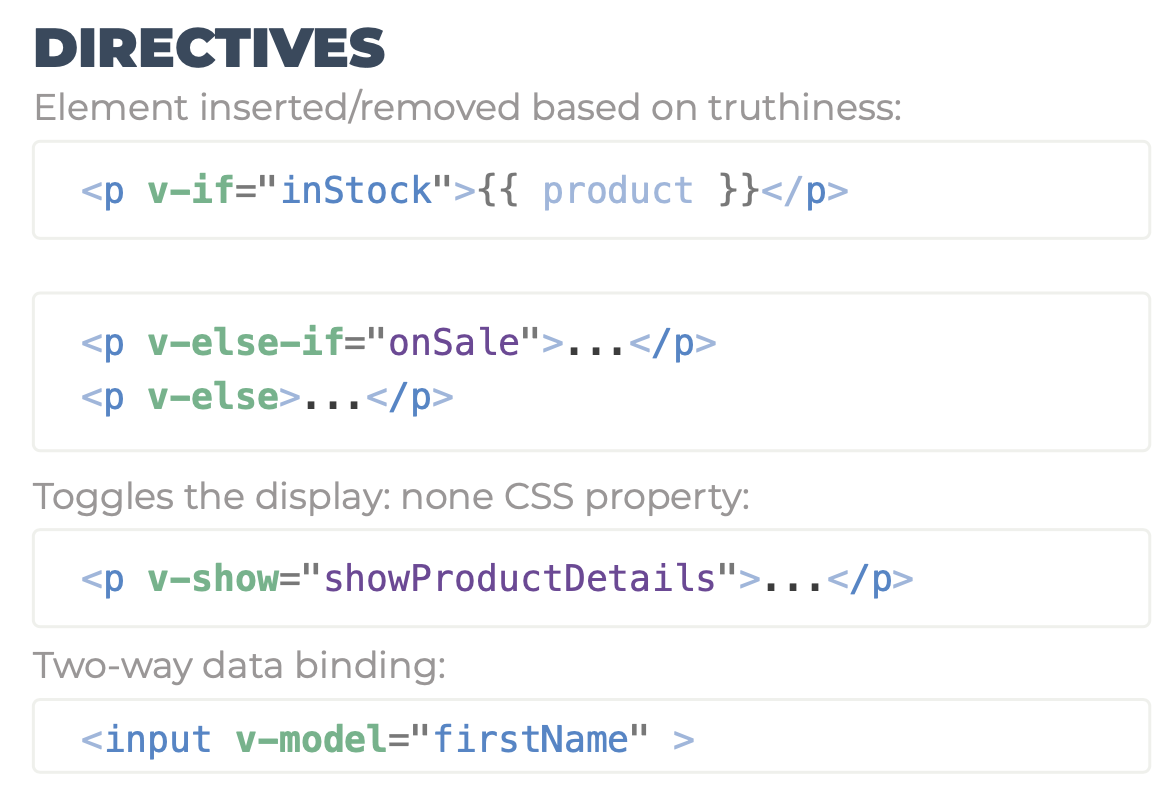 DIRECTIVES
Element inserted/removed based on truthiness:
<p v-if="inStock">{{ product }}</p>
<p v-else-if="onSale">...</p>
<p v-else>...</p>
Toggles the display: none CSS property:
<p v-show="showProductDetails">...</p>
Two-way data binding:
<input v-model="firstName" >